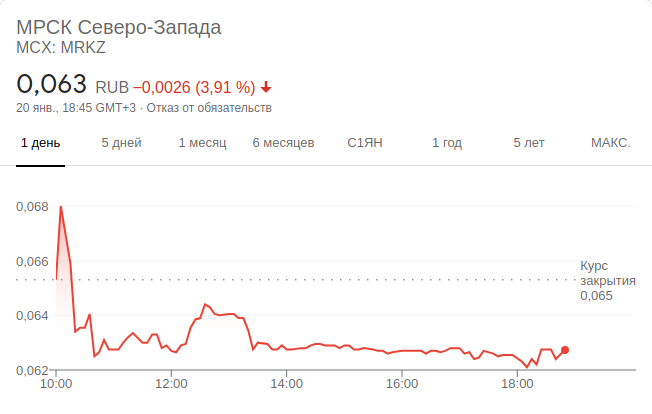 МРСК Северо-Запада
MCX: MRKZ
0,063 RUB −0,0026 (3,91 %)
20 янв., 18:45 GMT+3 · Отказ от обязательств
1 день 5 дней 1 месяц 6 месяцев С1ЯН 1 год 5 лет МАКС.
0,068
0,066
Курс
закрытия
0,065
0,064
0,062
10:00 12:00 14:00 16:00 18:00